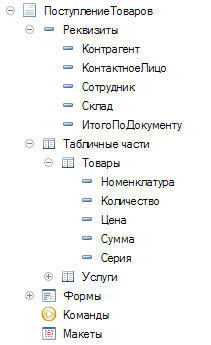 ПоступлениеТоваров
Реквизиты
Контрагент
КонтактноеЛицо
Сотрудник
Склад
ИтогоПоДокументу
Табличные части
Товары
Номенклатура
Количество
Цена
Сумма
Серия
Услуги
Формы
Команды
Макеты